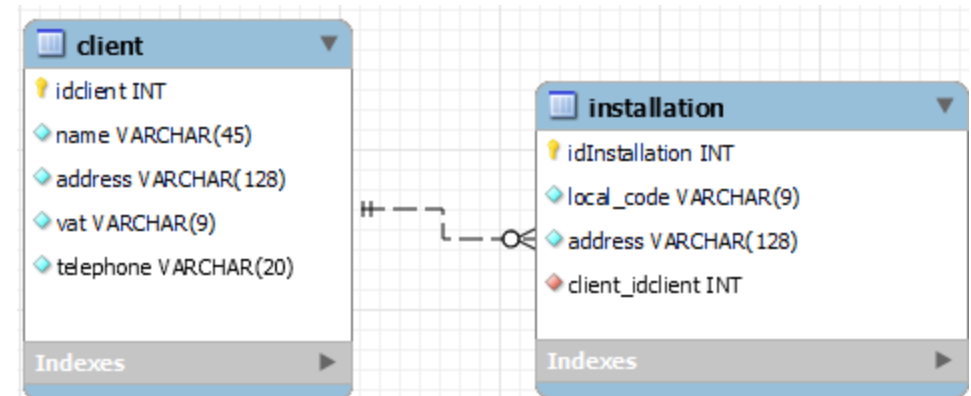 client
idclient INT
name VARCHAR(45)
address VARCHAR(128)
vat VARCHAR(9)
telephone VARCHAR(20)
Indexes
installation
idInstallation INT
local_code VARCHAR(9)
address VARCHAR(128)
client_idclient INT
Indexes